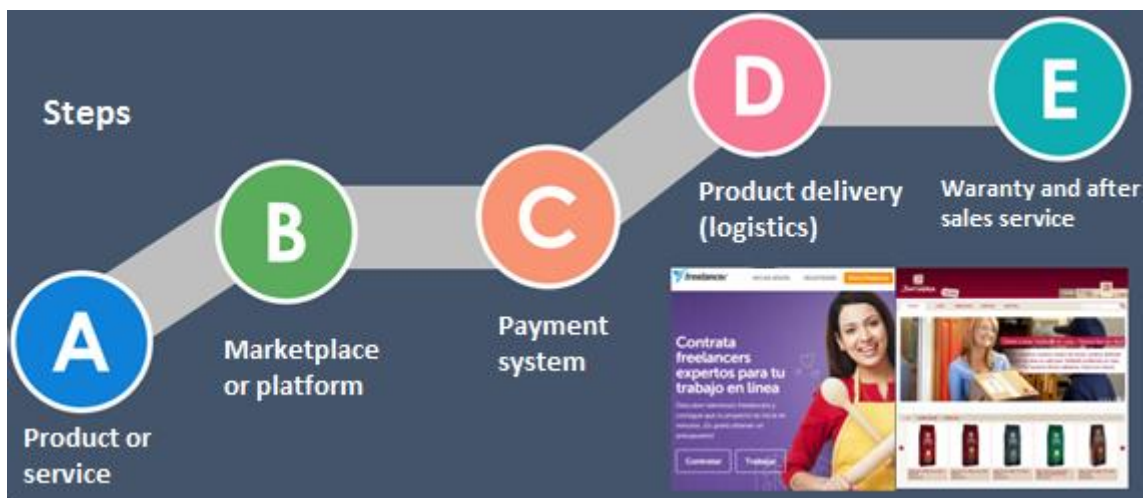 Steps
A
Product or
service
B
Marketplace
or platform
C
Payment
system
D
Product delivery
(logistics)
E
Waranty and after
sales service
freelancer
Contrata
freelancers
expertos para tu
trabajo en línea
Contratar
Trabajar